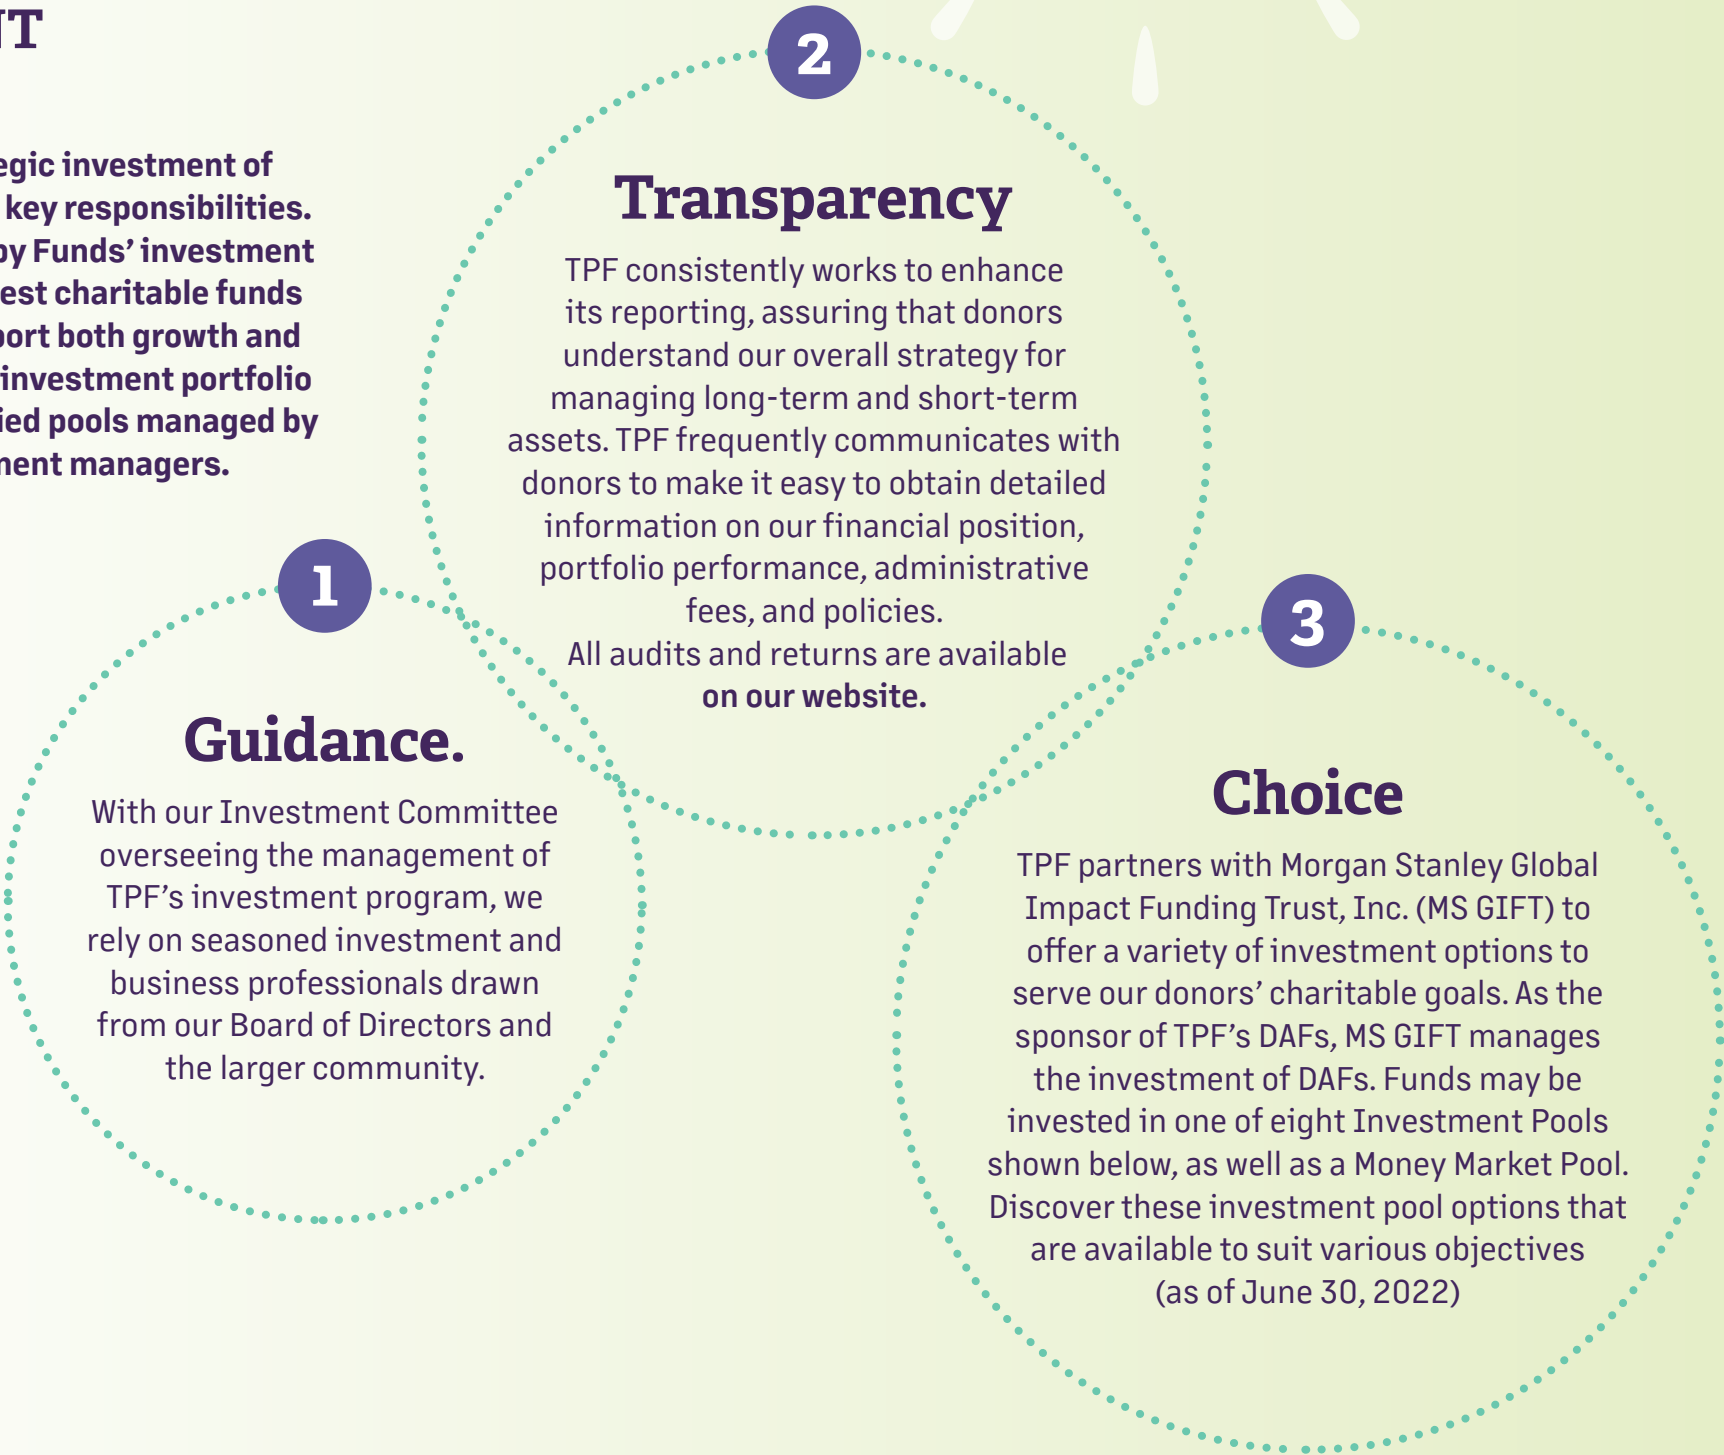 egic investment of
key responsibilities.
by Funds’ investment
est charitable funds
port both growth and
investment portfolio
ied pools managed by
ment managers.
1
Guidance.
With our Investment Committee
overseeing the management of
TPF’s investment program, we
rely on seasoned investment and
business professionals drawn
from our Board of Directors and
the larger community.
2
Transparency
TPF consistently works to enhance
its reporting, assuring that donors
understand our overall strategy for
managing long-term and short-term
assets. TPF frequently communicates with
donors to make it easy to obtain detailed
information on our financial position,
portfolio performance, administrative
fees, and policies.
All audits and returns are available
on our website.
3
Choice
TPF partners with Morgan Stanley Global
Impact Funding Trust, Inc. (MS GIFT) to
offer a variety of investment options to
serve our donors’ charitable goals. As the
sponsor of TPF’s DAFs, MS GIFT manages
the investment of DAFs. Funds may be
invested in one of eight Investment Pools
shown below, as well as a Money Market Pool.
Discover these investment pool options that
are available to suit various objectives
(as of June 30, 2022)